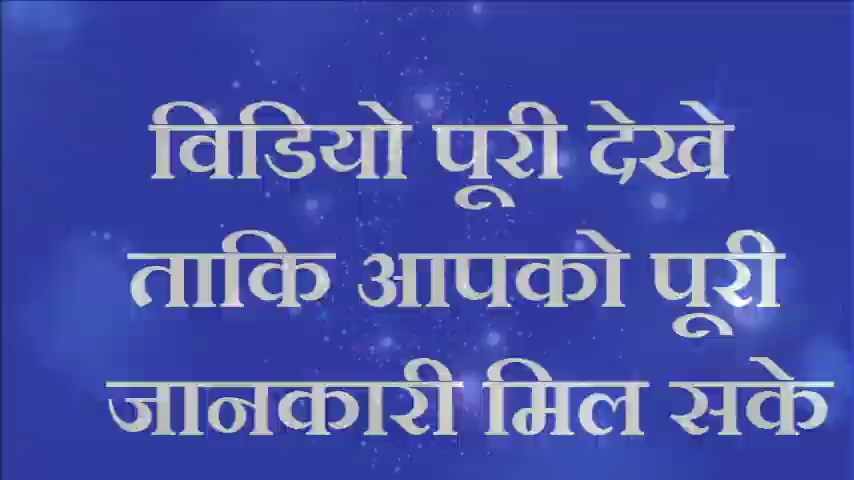 विडियो पूरी देखे
ताकि आपको पूरी
जानकारी मिल सके